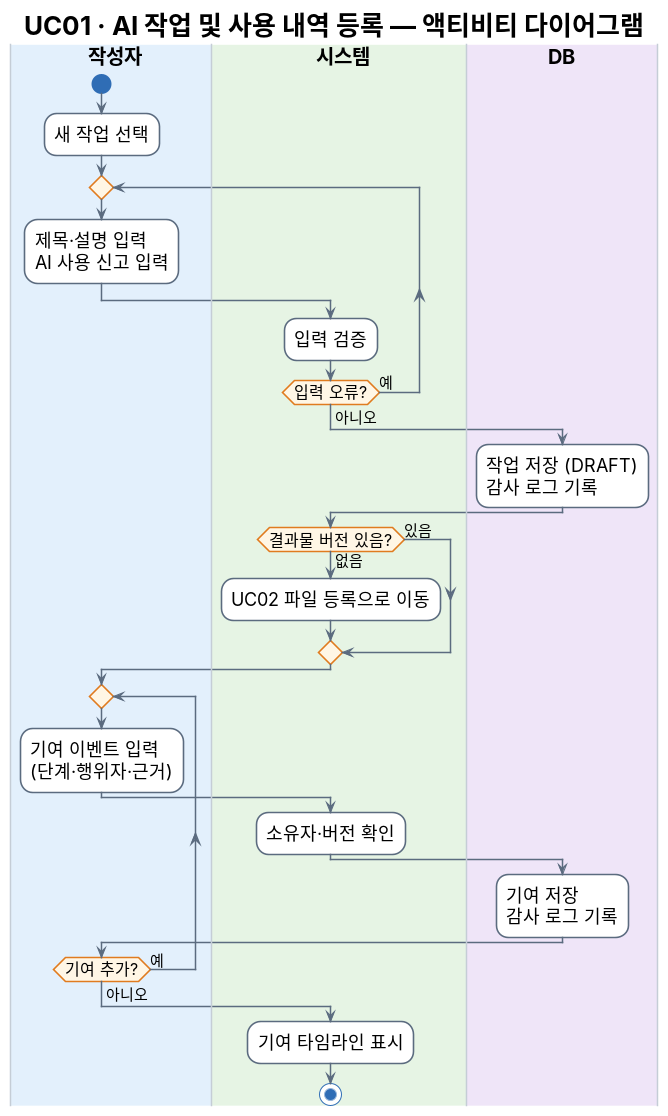 UC01 · AI 작업 및 사용 내역 등록 — 액티비티 다이어그램
작성자
시스템
DB
새 작업 선택
제목·설명 입력
AI 사용 신고 입력
입력 검증
입력 오류?
예
아니오
작업 저장 (DRAFT)
감사 로그 기록
결과물 버전 있음?
있음
없음
UC02 파일 등록으로 이동
기여 이벤트 입력
(단계·행위자·근거)
소유자·버전 확인
기여 저장
감사 로그 기록
기여 추가?
예
아니오
기여 타임라인 표시